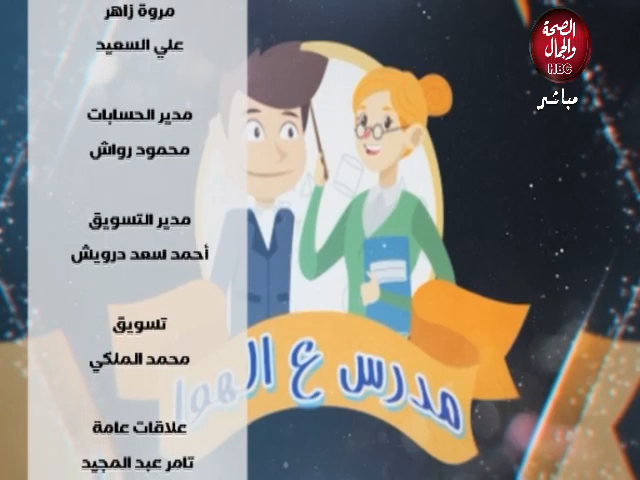 مروة زاهر
علي السعيد
مدير الحسابات
محمود رواش
مدير التسويق
أحمد سعد درويش
تسويق
محمد الملكي
علاقات عامة
تامر عبد المجيد
الصحة
والجمال
HBC
مباشر
مدرس ع الهوا